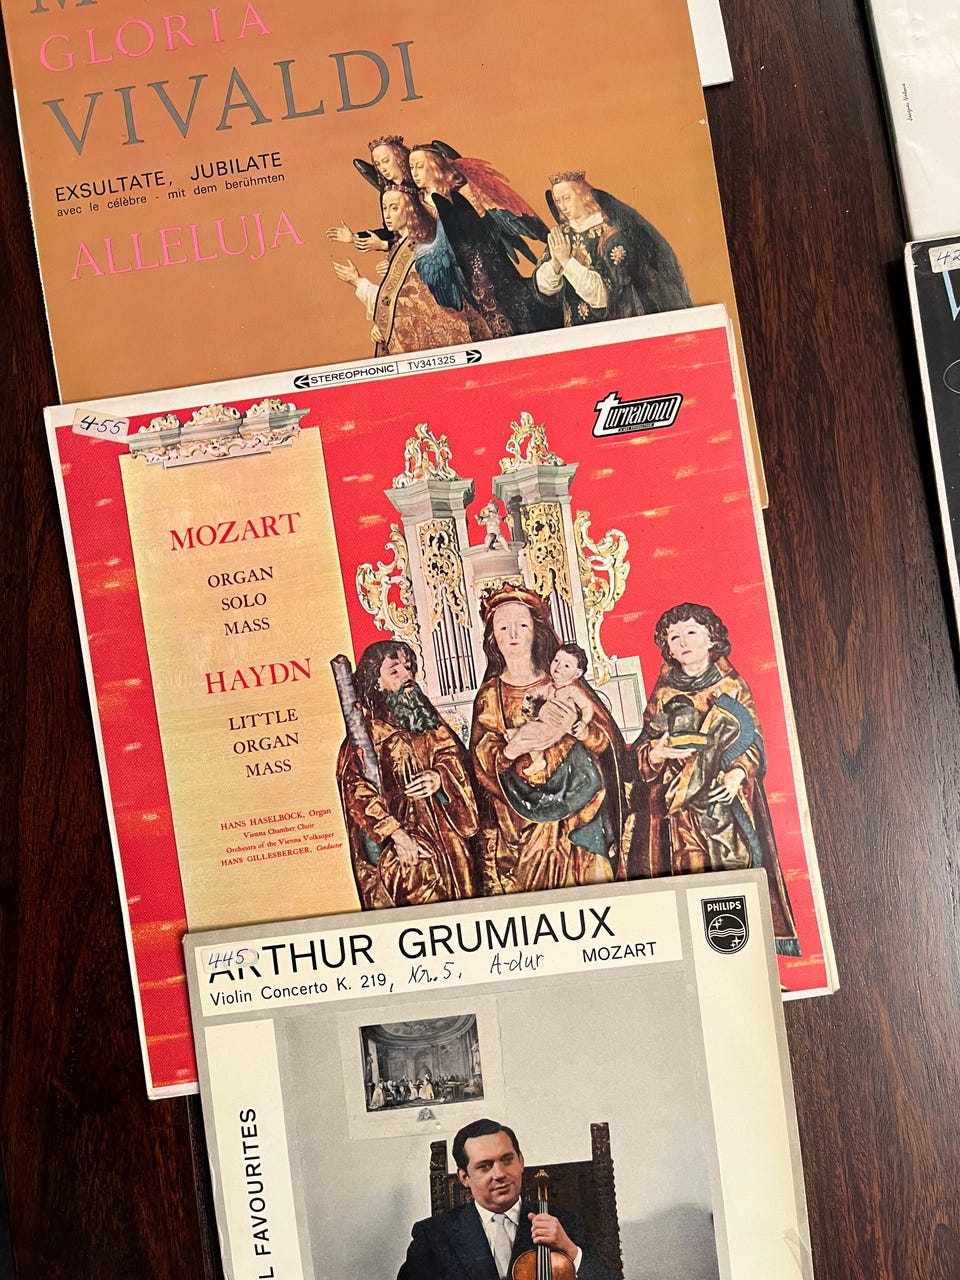 GLORIA
VIVALDI
EXSULTATE, JUBILATE
avec le célèbre - mit dem berühmten
ALLELUJA
STEREOPHONIC TV34132S
455
turnabout
MOZART
ORGAN
SOLO
MASS
HAYDN
LITTLE
ORGAN
MASS
HANS HASELBÖCK, Organ
Vienna Chamber Choir
Orchestra of the Vienna Volksoper
HANS GILLESBERGER, Conductor
445
ARTHUR GRUMIAUX
Violin Concerto K. 219, Nr. 5, A-dur MOZART
PHILIPS
L FAVOURITES